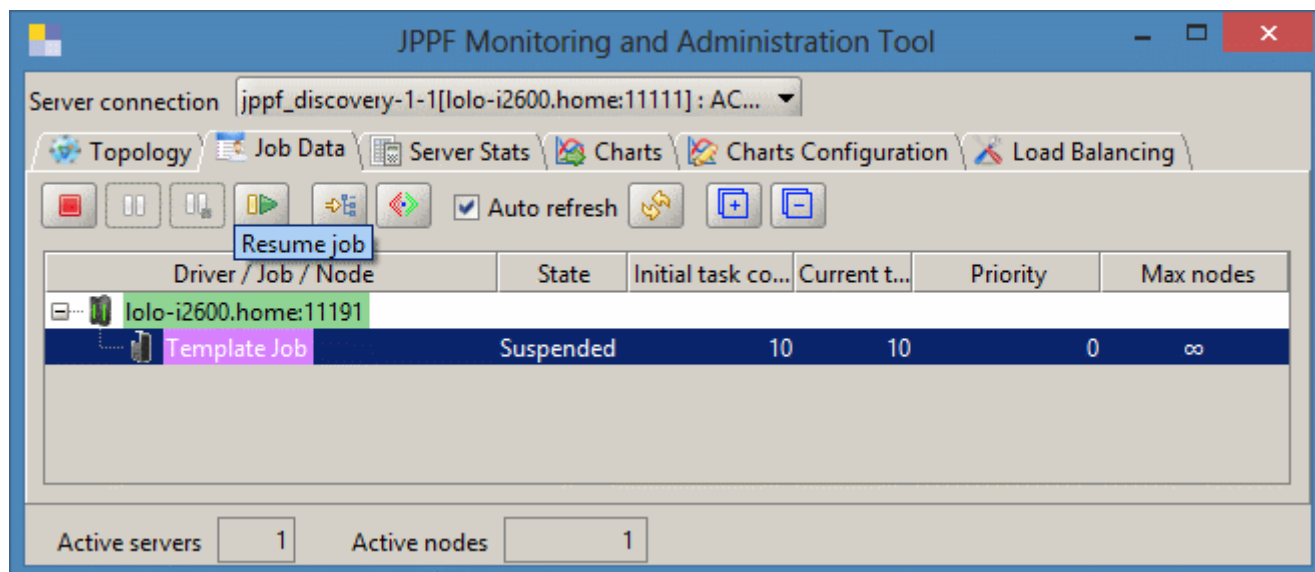 JPPF Monitoring and Administration Tool
Server connection jppf_discovery-1-1[lolo-i2600.home:11111] : AC...
Topology Job Data Server Stats Charts Charts Configuration Load Balancing
Auto refresh
Resume job
Driver / Job / Node State Initial task co... Current t... Priority Max nodes
lolo-i2600.home:11191
Template Job Suspended 10 10 0 ∞
Active servers 1 Active nodes 1